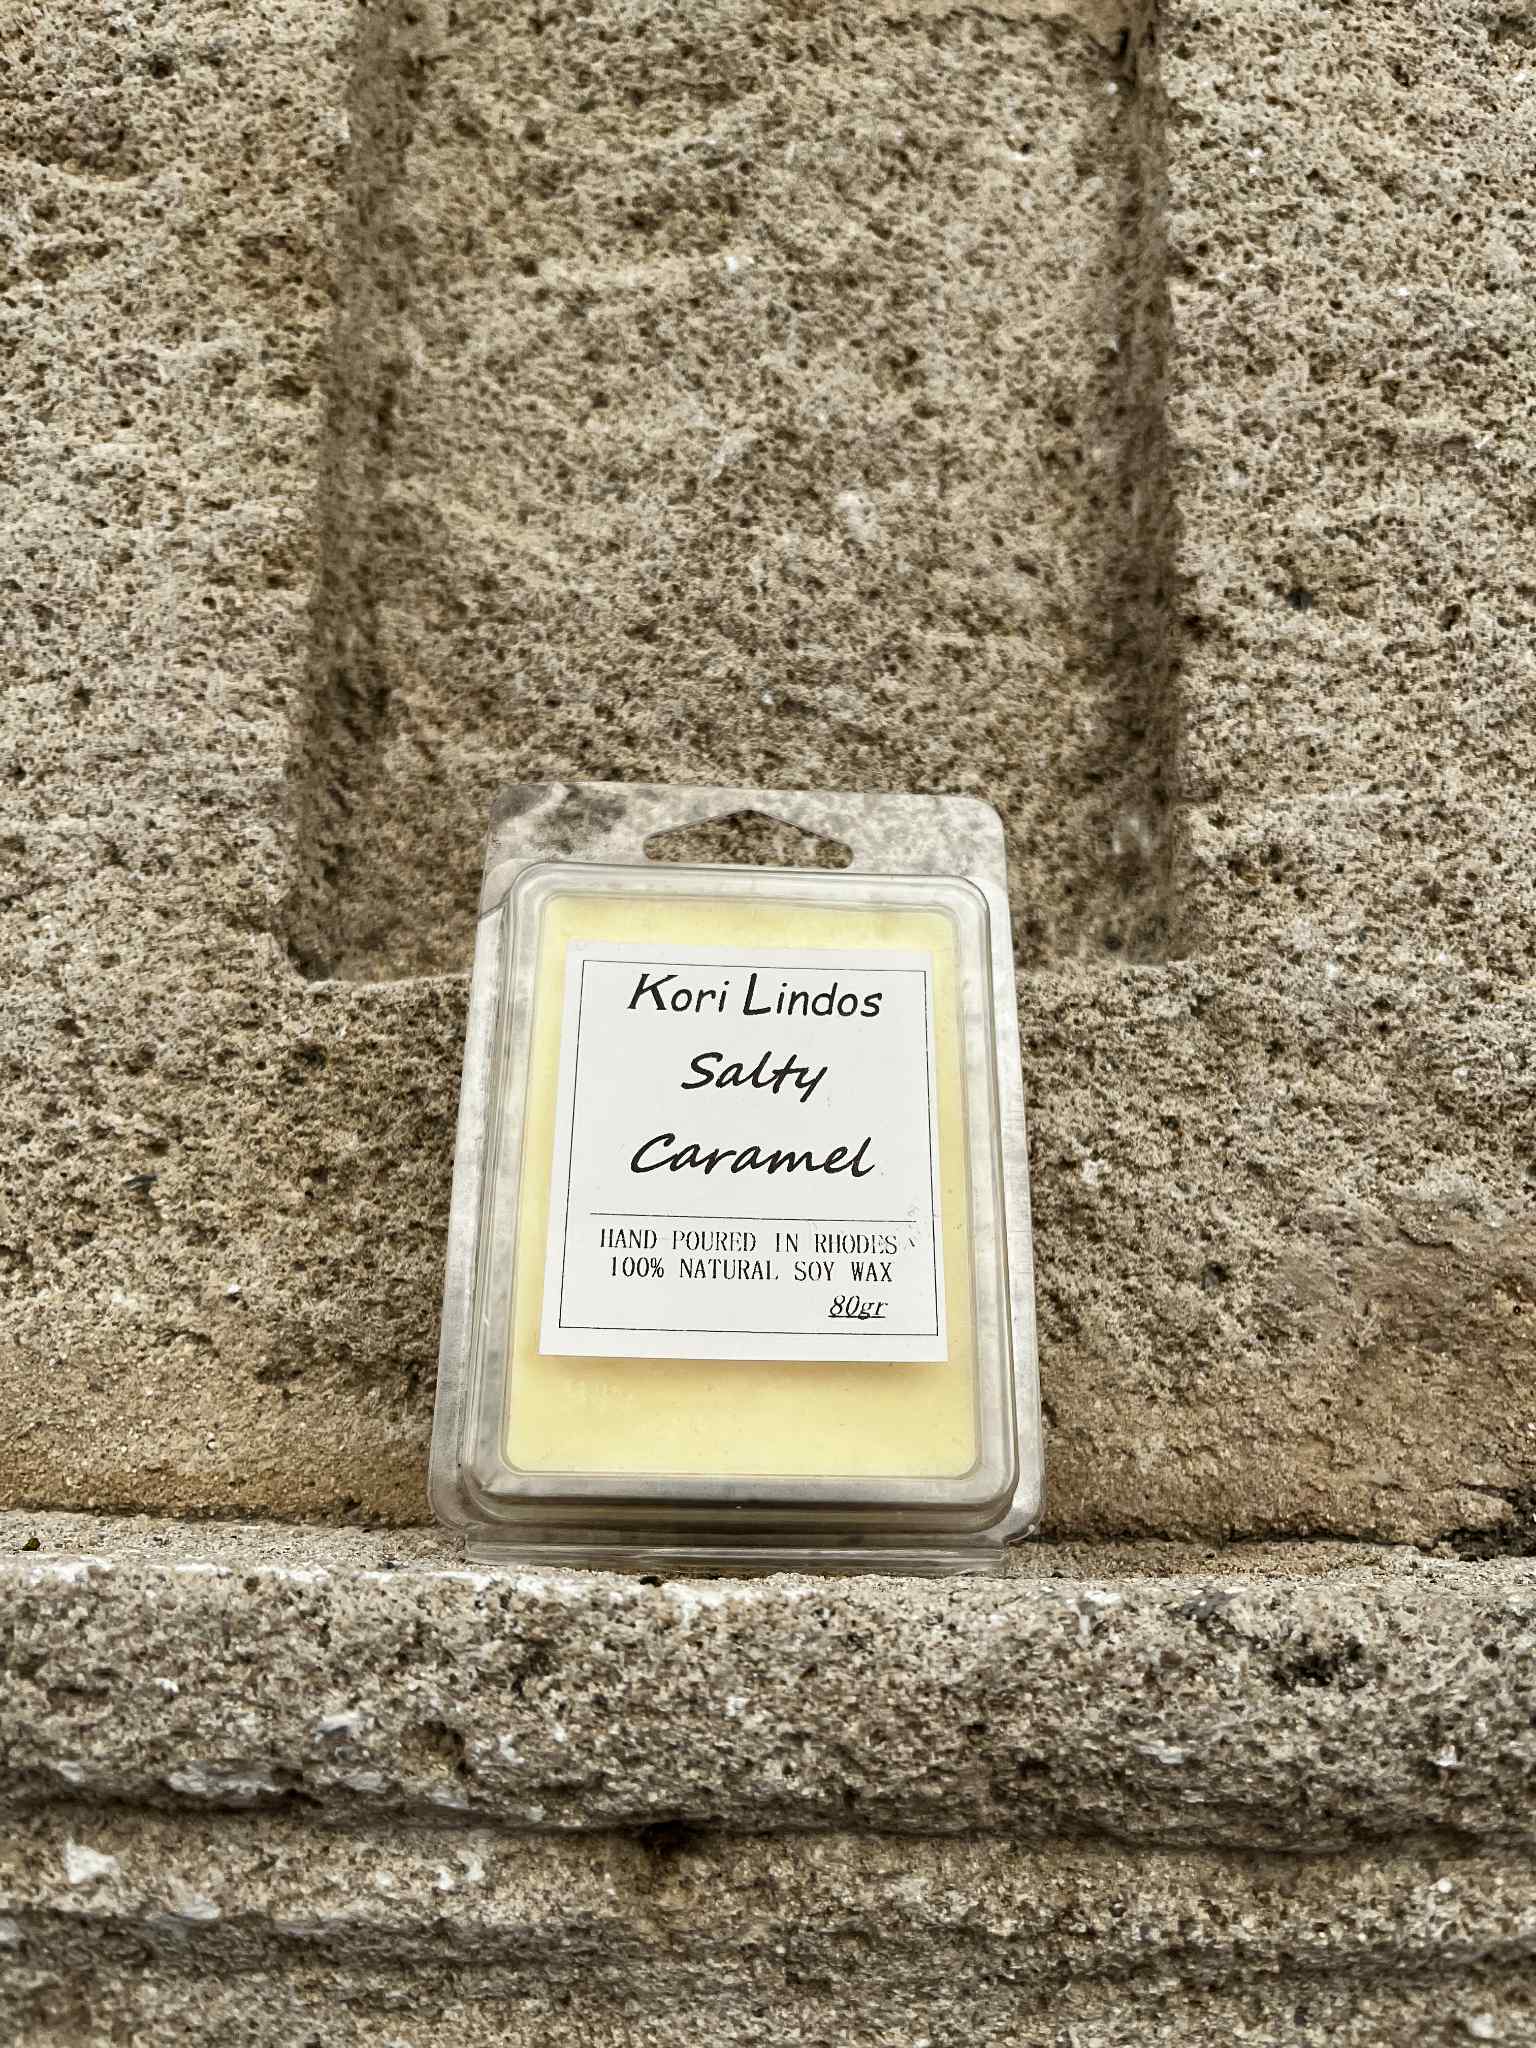 Kori Lindos
Salty
Caramel
HAND POURED IN RHODES
100% NATURAL SOY WAX
80gr